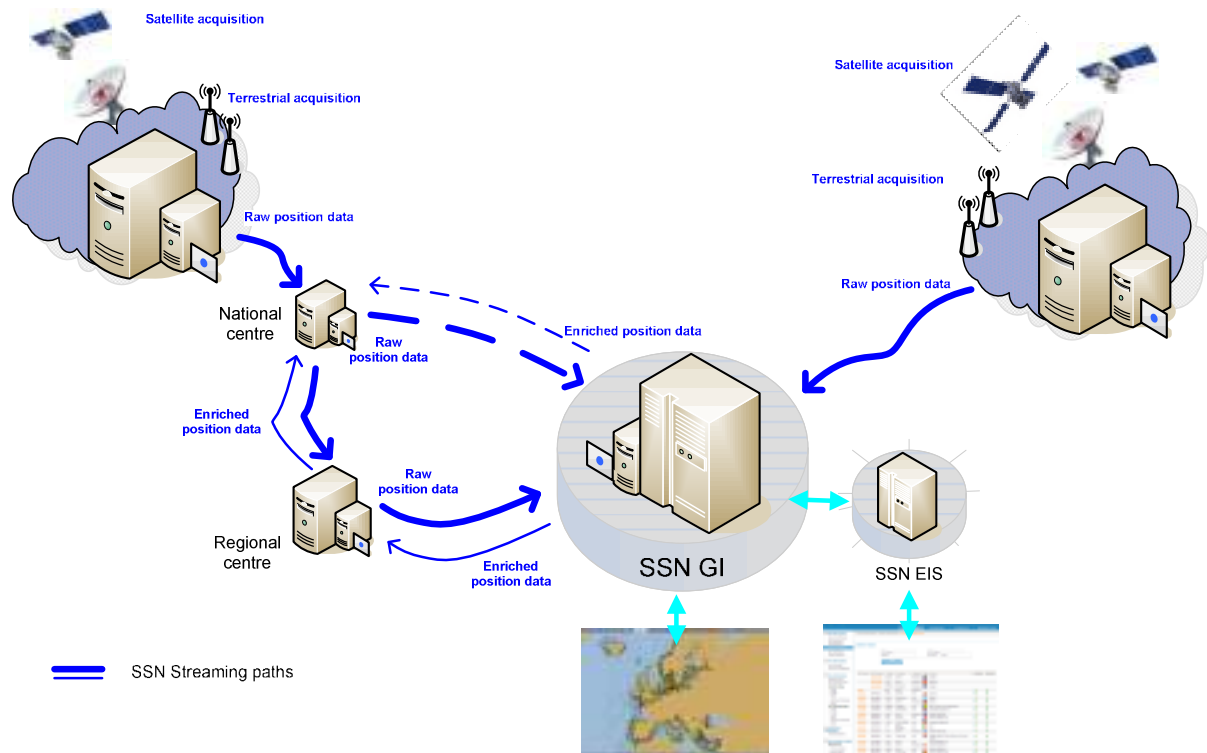 Satellite acquisition
Terrestrial acquisition
Raw position data
National
centre
Raw
position data
Enriched position data
Enriched
position data
Regional
centre
Raw
position data
Enriched
position data
Satellite acquisition
Terrestrial acquisition
Raw position data
SSN GI
SSN EIS
SSN Streaming paths